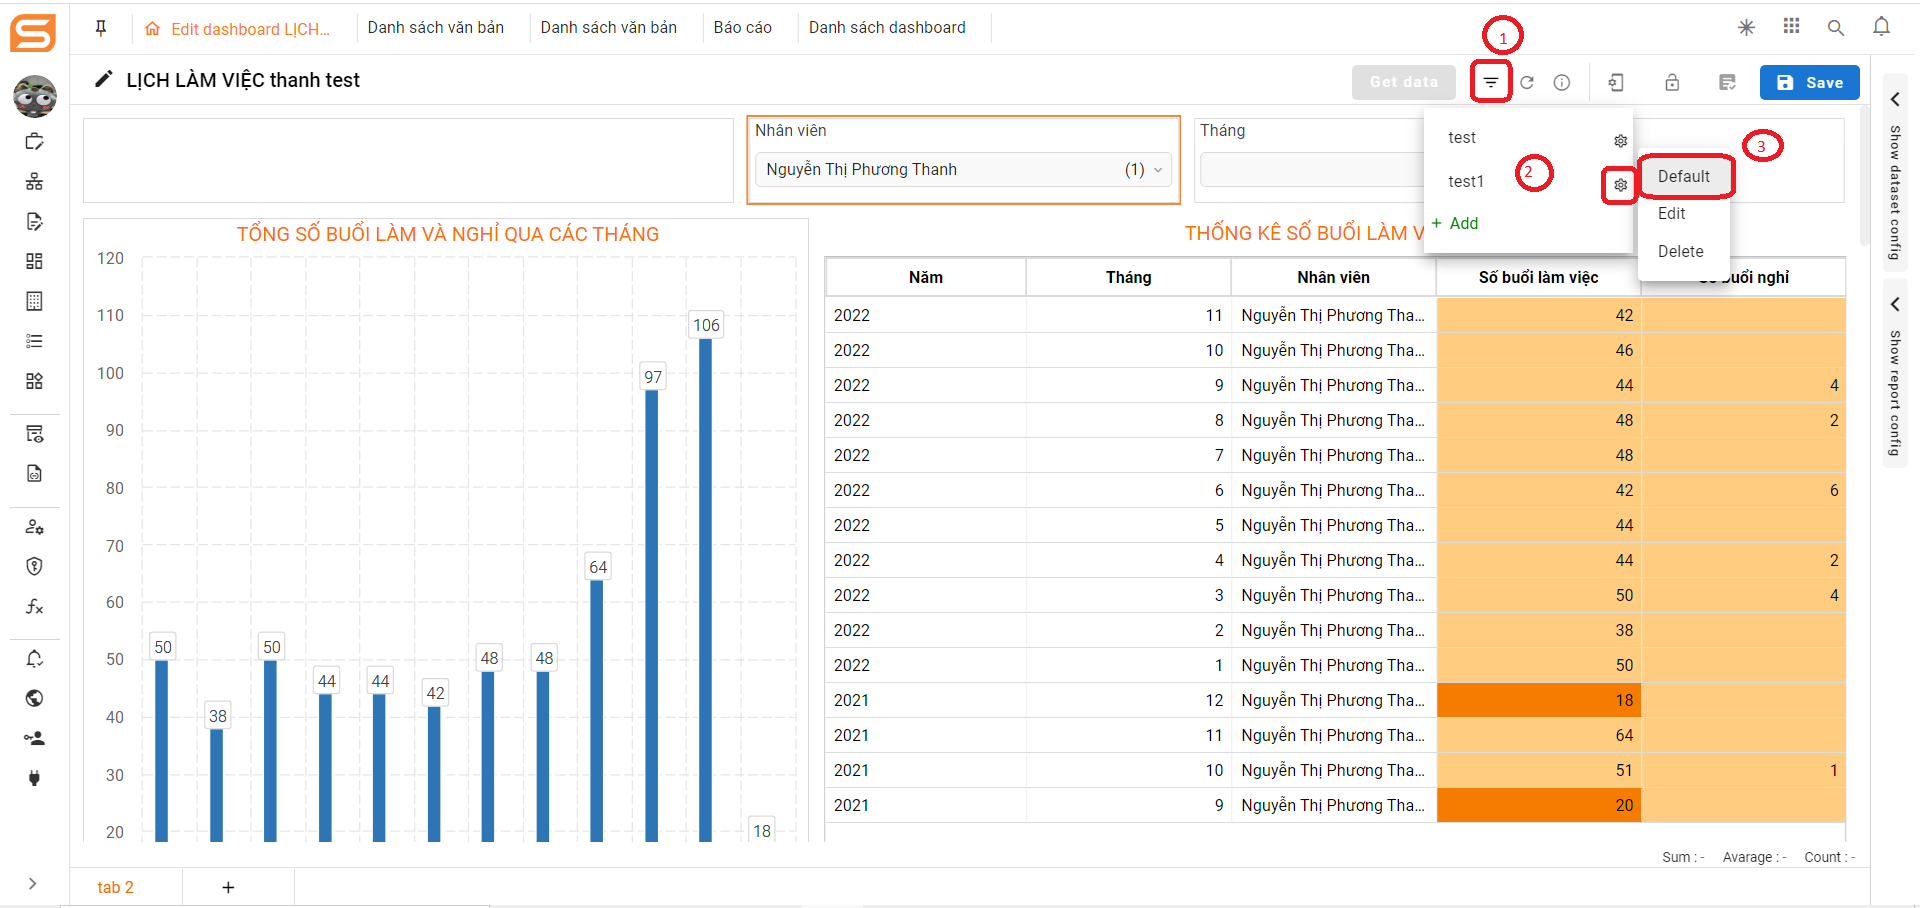 Edit dashboard LỊCH...
Danh sách văn bản
Danh sách văn bản
Báo cáo
Danh sách dashboard
1
LỊCH LÀM VIỆC thanh test
Get data
Save
Nhân viên
Nguyễn Thị Phương Thanh (1)
Tháng
test
test1
+ Add
2
3
Default
Edit
Delete
Show dataset config
Show report config
TỔNG SỐ BUỔI LÀM VÀ NGHỈ QUA CÁC THÁNG
120
110
100
90
80
70
60
50
40
30
20
50
38
50
44
44
42
48
48
64
97
106
18
THỐNG KÊ SỐ BUỔI LÀM V
Năm Tháng Nhân viên Số buổi làm việc buổi nghỉ
2022 11 Nguyễn Thị Phương Tha... 42
2022 10 Nguyễn Thị Phương Tha... 46
2022 9 Nguyễn Thị Phương Tha... 44 4
2022 8 Nguyễn Thị Phương Tha... 48 2
2022 7 Nguyễn Thị Phương Tha... 48
2022 6 Nguyễn Thị Phương Tha... 42 6
2022 5 Nguyễn Thị Phương Tha... 44
2022 4 Nguyễn Thị Phương Tha... 44 2
2022 3 Nguyễn Thị Phương Tha... 50 4
2022 2 Nguyễn Thị Phương Tha... 38
2022 1 Nguyễn Thị Phương Tha... 50
2021 12 Nguyễn Thị Phương Tha... 18
2021 11 Nguyễn Thị Phương Tha... 64
2021 10 Nguyễn Thị Phương Tha... 51 1
2021 9 Nguyễn Thị Phương Tha... 20
Sum : - Avarage : - Count : -
tab 2
+